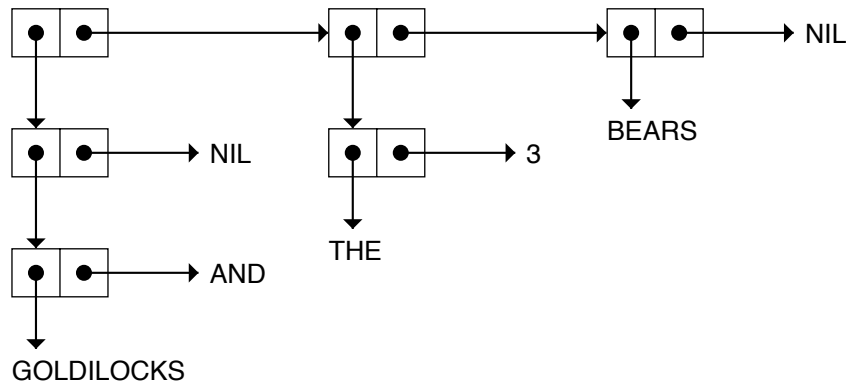 NIL
BEARS
NIL
3
THE
AND
GOLDILOCKS